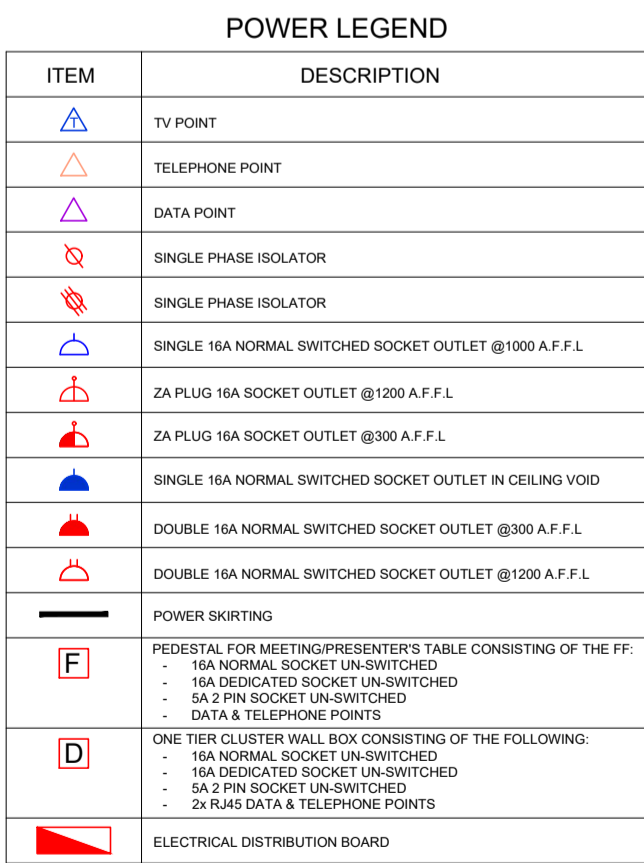 POWER LEGEND
ITEM DESCRIPTION
T TV POINT
TELEPHONE POINT
DATA POINT
SINGLE PHASE ISOLATOR
SINGLE PHASE ISOLATOR
SINGLE 16A NORMAL SWITCHED SOCKET OUTLET @1000 A.F.F.L
ZA PLUG 16A SOCKET OUTLET @1200 A.F.F.L
ZA PLUG 16A SOCKET OUTLET @300 A.F.F.L
SINGLE 16A NORMAL SWITCHED SOCKET OUTLET IN CEILING VOID
DOUBLE 16A NORMAL SWITCHED SOCKET OUTLET @300 A.F.F.L
DOUBLE 16A NORMAL SWITCHED SOCKET OUTLET @1200 A.F.F.L
POWER SKIRTING
F PEDESTAL FOR MEETING/PRESENTER'S TABLE CONSISTING OF THE FF:
- 16A NORMAL SOCKET UN-SWITCHED
- 16A DEDICATED SOCKET UN-SWITCHED
- 5A 2 PIN SOCKET UN-SWITCHED
- DATA & TELEPHONE POINTS
D ONE TIER CLUSTER WALL BOX CONSISTING OF THE FOLLOWING:
- 16A NORMAL SOCKET UN-SWITCHED
- 16A DEDICATED SOCKET UN-SWITCHED
- 5A 2 PIN SOCKET UN-SWITCHED
- 2x RJ45 DATA & TELEPHONE POINTS
ELECTRICAL DISTRIBUTION BOARD